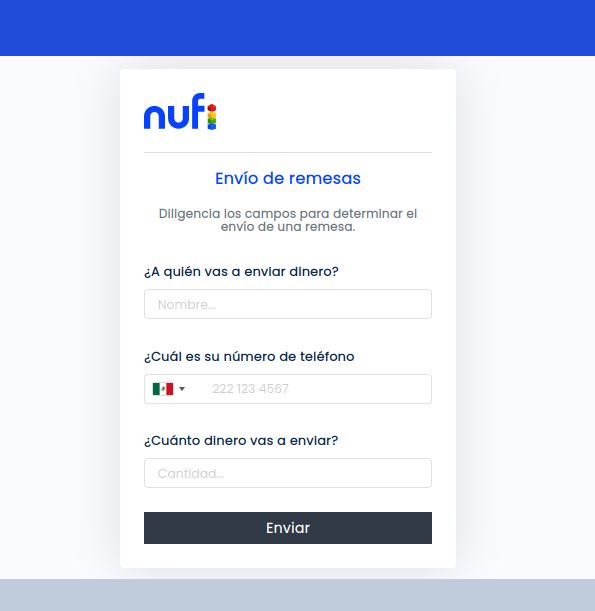 nufi
Envío de remesas
Diligencia los campos para determinar el
envío de una remesa.
¿A quién vas a enviar dinero?
Nombre...
¿Cuál es su número de teléfono
222 123 4567
¿Cuánto dinero vas a enviar?
Cantidad...
Enviar